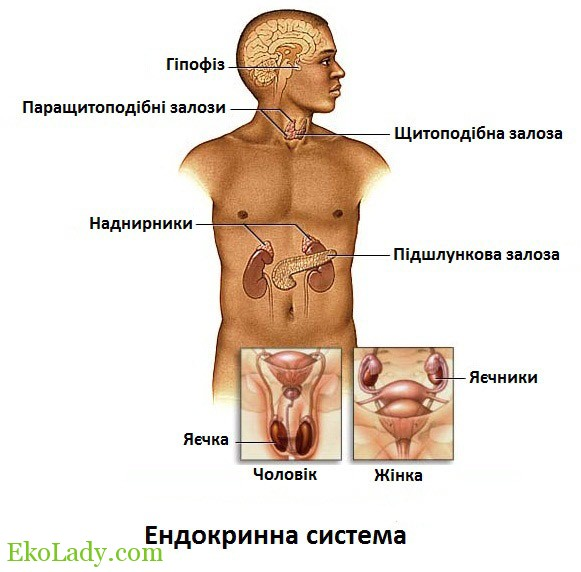 Гіпофіз
Паращитоподібні залози
Щитоподібна залоза
Наднирники
Підшлункова залоза
Яєчники
Яєчка
Чоловік
Жінка
Ендокринна система
EkoLady.com